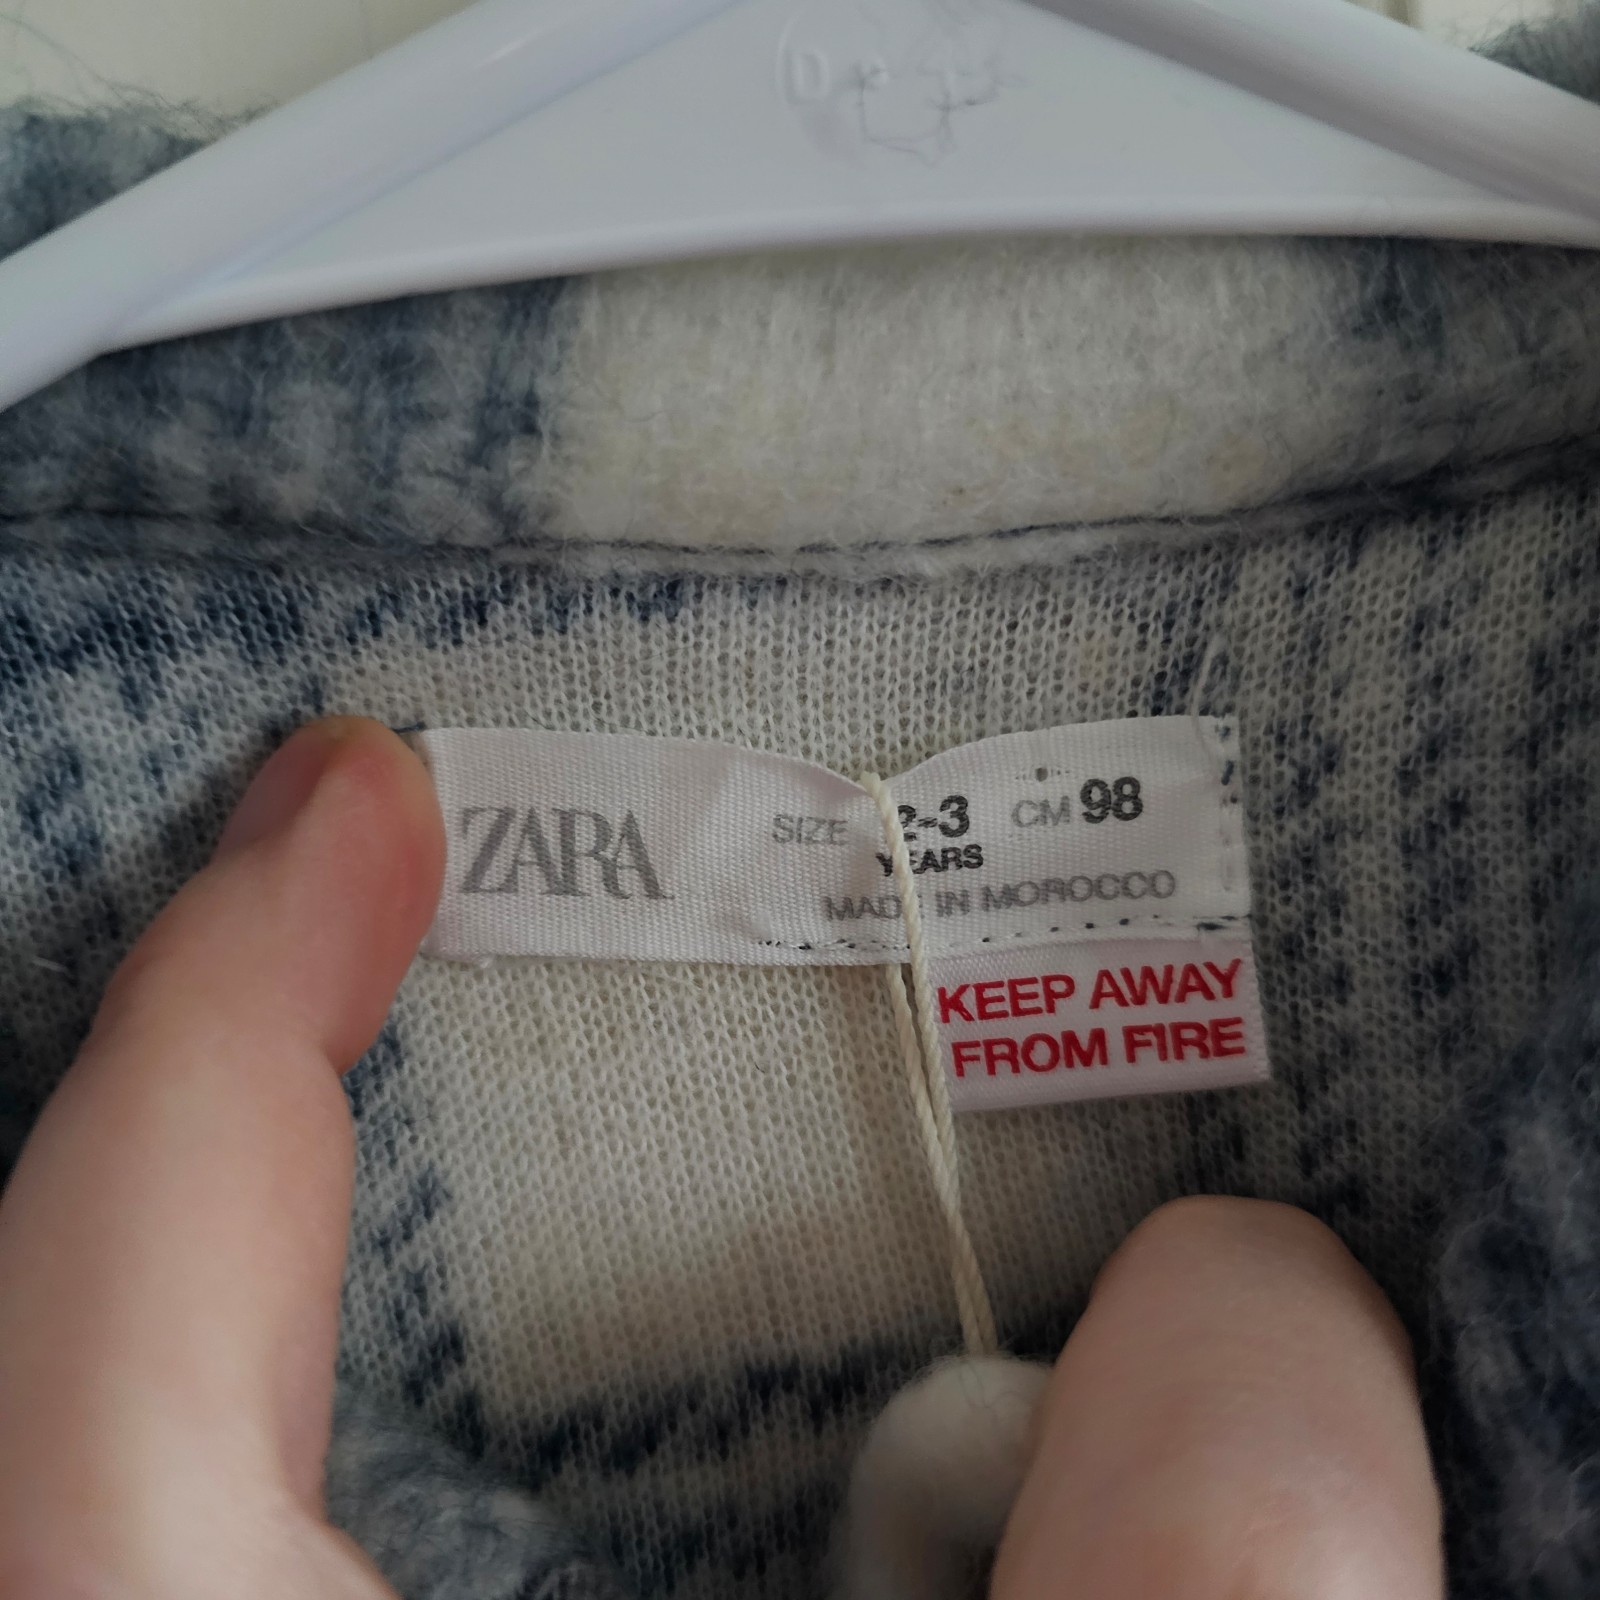 ZARA
SIZE 2-3 CM 98
YEARS
MADE IN MOROCCO
KEEP AWAY
FROM FIRE